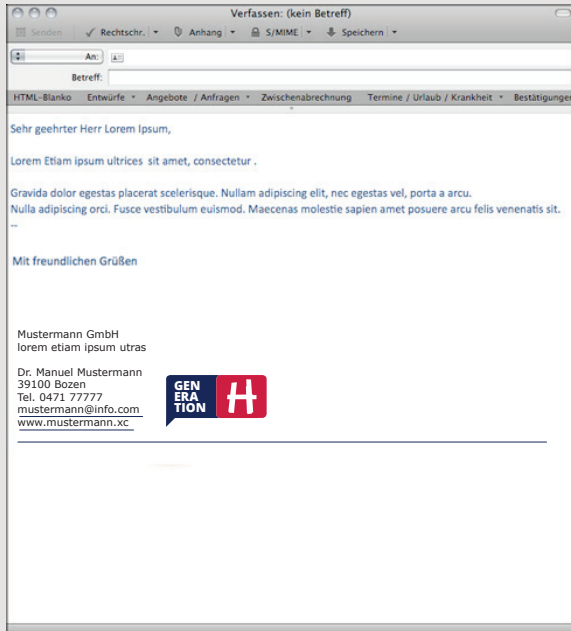 Verfassen: (kein Betreff)
Senden Rechtschr. Anhang S/MIME Speichern
An:
Betreff:
HTML-Blanko Entwürfe Angebote / Anfragen Zwischenabrechnung Termine / Urlaub / Krankheit Bestätigungen
Sehr geehrter Herr Lorem Ipsum,
Lorem Etiam ipsum ultrices sit amet, consectetur .
Gravida dolor egestas placerat scelerisque. Nullam adipiscing elit, nec egestas vel, porta a arcu.
Nulla adipiscing orci. Fusce vestibulum euismod. Maecenas molestie sapien amet posuere arcu felis venenatis sit.
--
Mit freundlichen Grüßen
Mustermann GmbH
lorem etiam ipsum utras
Dr. Manuel Mustermann
39100 Bozen
Tel. 0471 77777
mustermann@info.com
www.mustermann.xc
GEN
ERA
TION
H